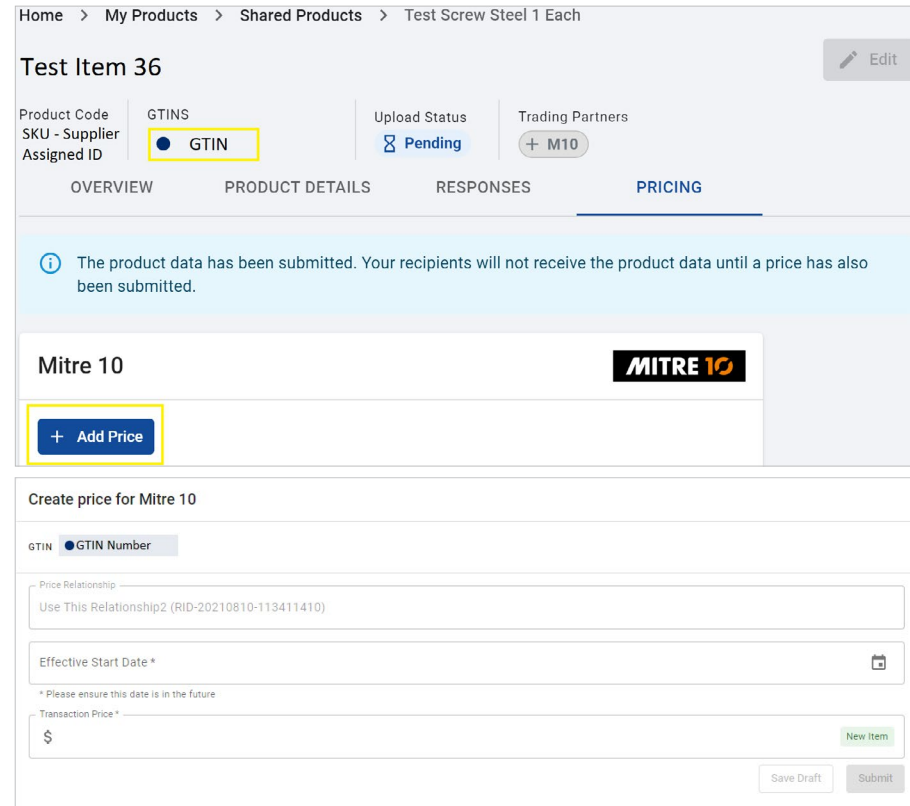 Home > My Products > Shared Products > Test Screw Steel 1 Each
Test Item 36
Edit
Product Code
SKU - Supplier
Assigned ID
GTINS
GTIN
Upload Status
Pending
Trading Partners
+ M10
OVERVIEW PRODUCT DETAILS RESPONSES PRICING
The product data has been submitted. Your recipients will not receive the product data until a price has also
been submitted.
Mitre 10
MITRE 10
+ Add Price
Create price for Mitre 10
GTIN GTIN Number
Price Relationship
Use This Relationship2 (RID-20210810-113411410)
Effective Start Date *
* Please ensure this date is in the future
Transaction Price *
$
New Item
Save Draft Submit